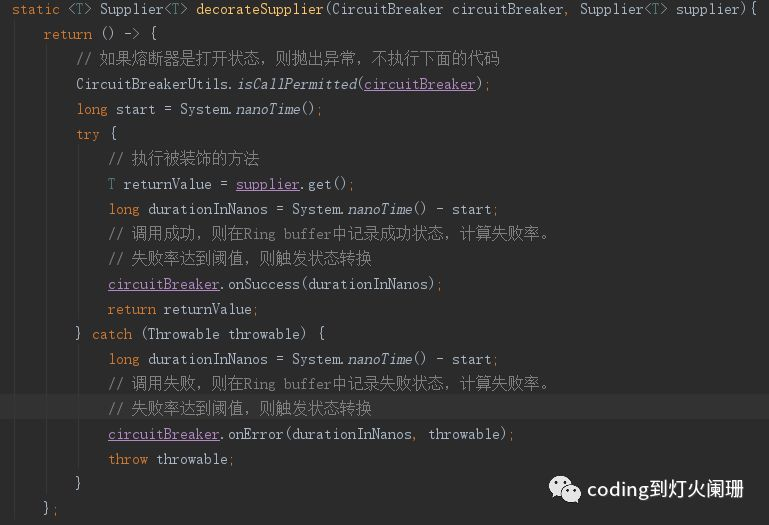 static <T> Supplier<T> decorateSupplier(CircuitBreaker circuitBreaker, Supplier<T> supplier){
return () -> {
// 如果熔断器是打开状态，则抛出异常，不执行下面的代码
CircuitBreakerUtils.isCallPermitted(circuitBreaker);
long start = System.nanoTime();
try {
// 执行被装饰的方法
T returnValue = supplier.get();
long durationInNanos = System.nanoTime() - start;
// 调用成功，则在Ring buffer中记录成功状态，计算失败率。
// 失败率达到阈值，则触发状态转换
circuitBreaker.onSuccess(durationInNanos);
return returnValue;
} catch (Throwable throwable) {
long durationInNanos = System.nanoTime() - start;
// 调用失败，则在Ring buffer中记录失败状态，计算失败率。
// 失败率达到阈值，则触发状态转换
circuitBreaker.onError(durationInNanos, throwable);
throw throwable;
}
};
coding到灯火阑珊